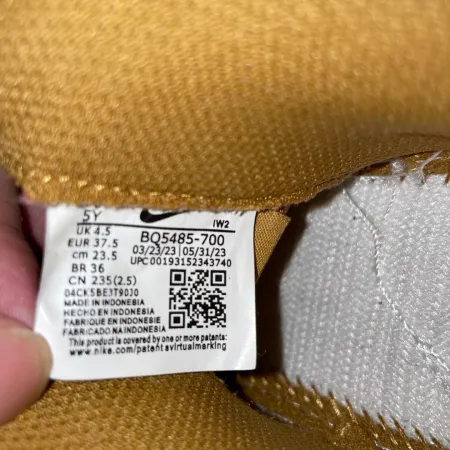 5Y
UK 4.5
EUR 37.5
cm 23.5
BR 36
CN 235(2.5)
IW2
BQ5485-700
03/23/23 05/31/23
UPC 00193152343740
04CK5BE3T90J0
MADE IN INDONESIA
HECHO EN INDONESIA
FABRIQUE EN INDONESIE
FABRICADO NA INDONESIA
This product is covered by one or more patents:
www.nike.com/patentsvirtualmarking